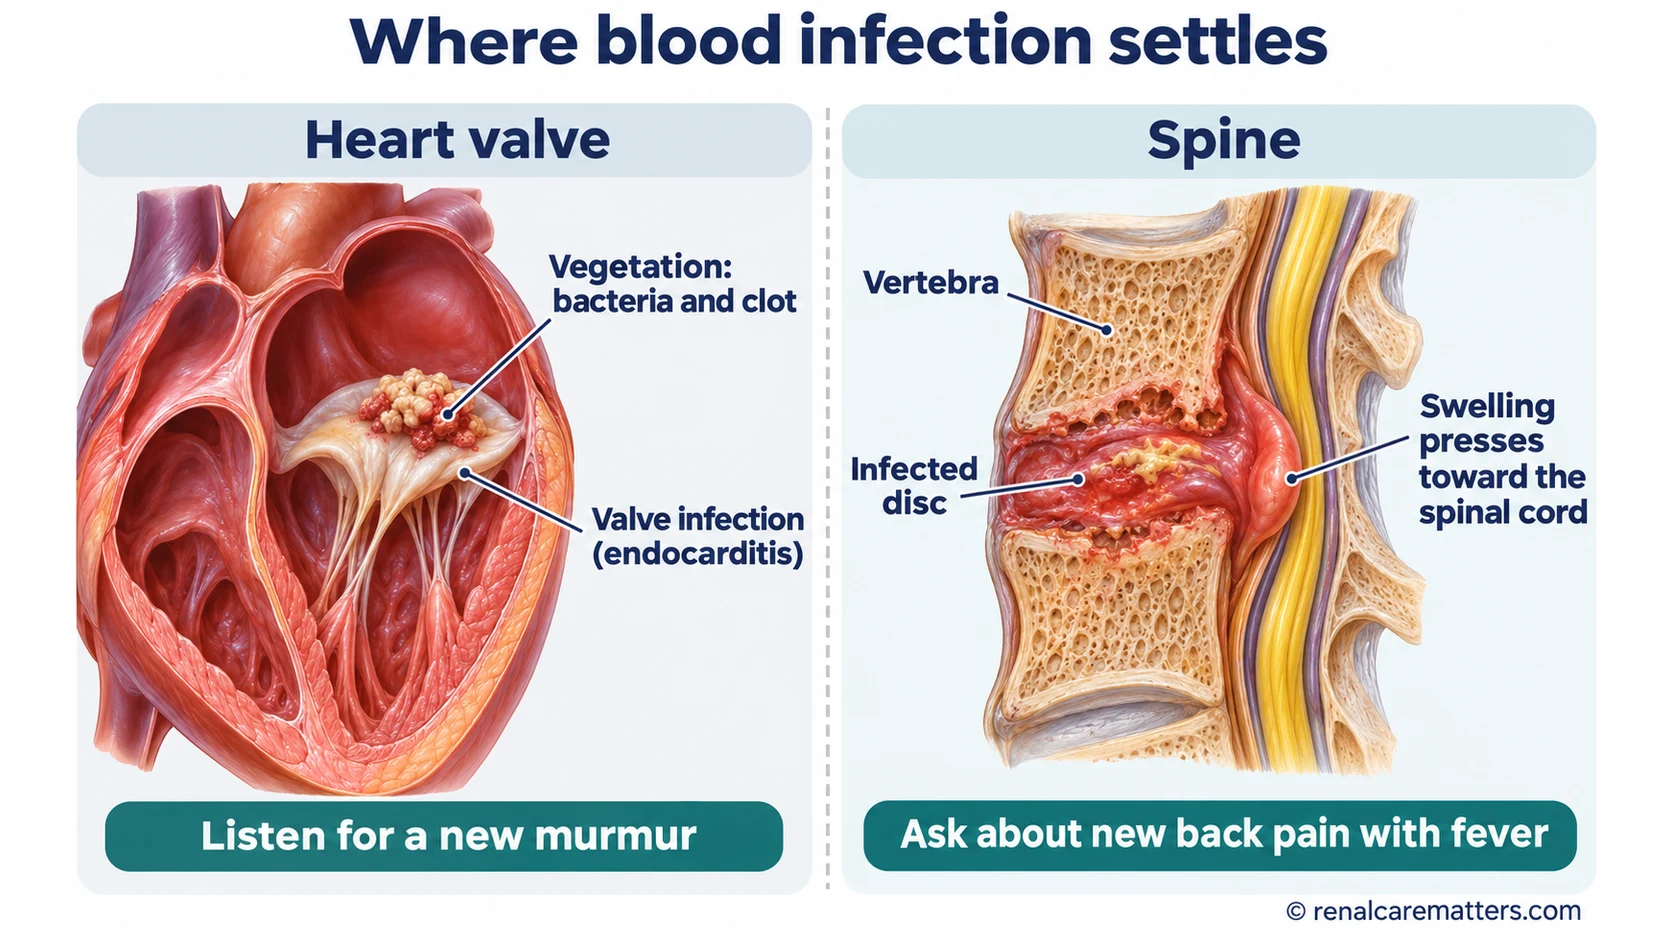 Where blood infection settles
Heart valve
Vegetation:
bacteria and clot
Valve infection
(endocarditis)
Listen for a new murmur
Spine
Vertebra
Infected
disc
Swelling
presses
toward the
spinal cord
Ask about new back pain with fever
© renalcarematters.com